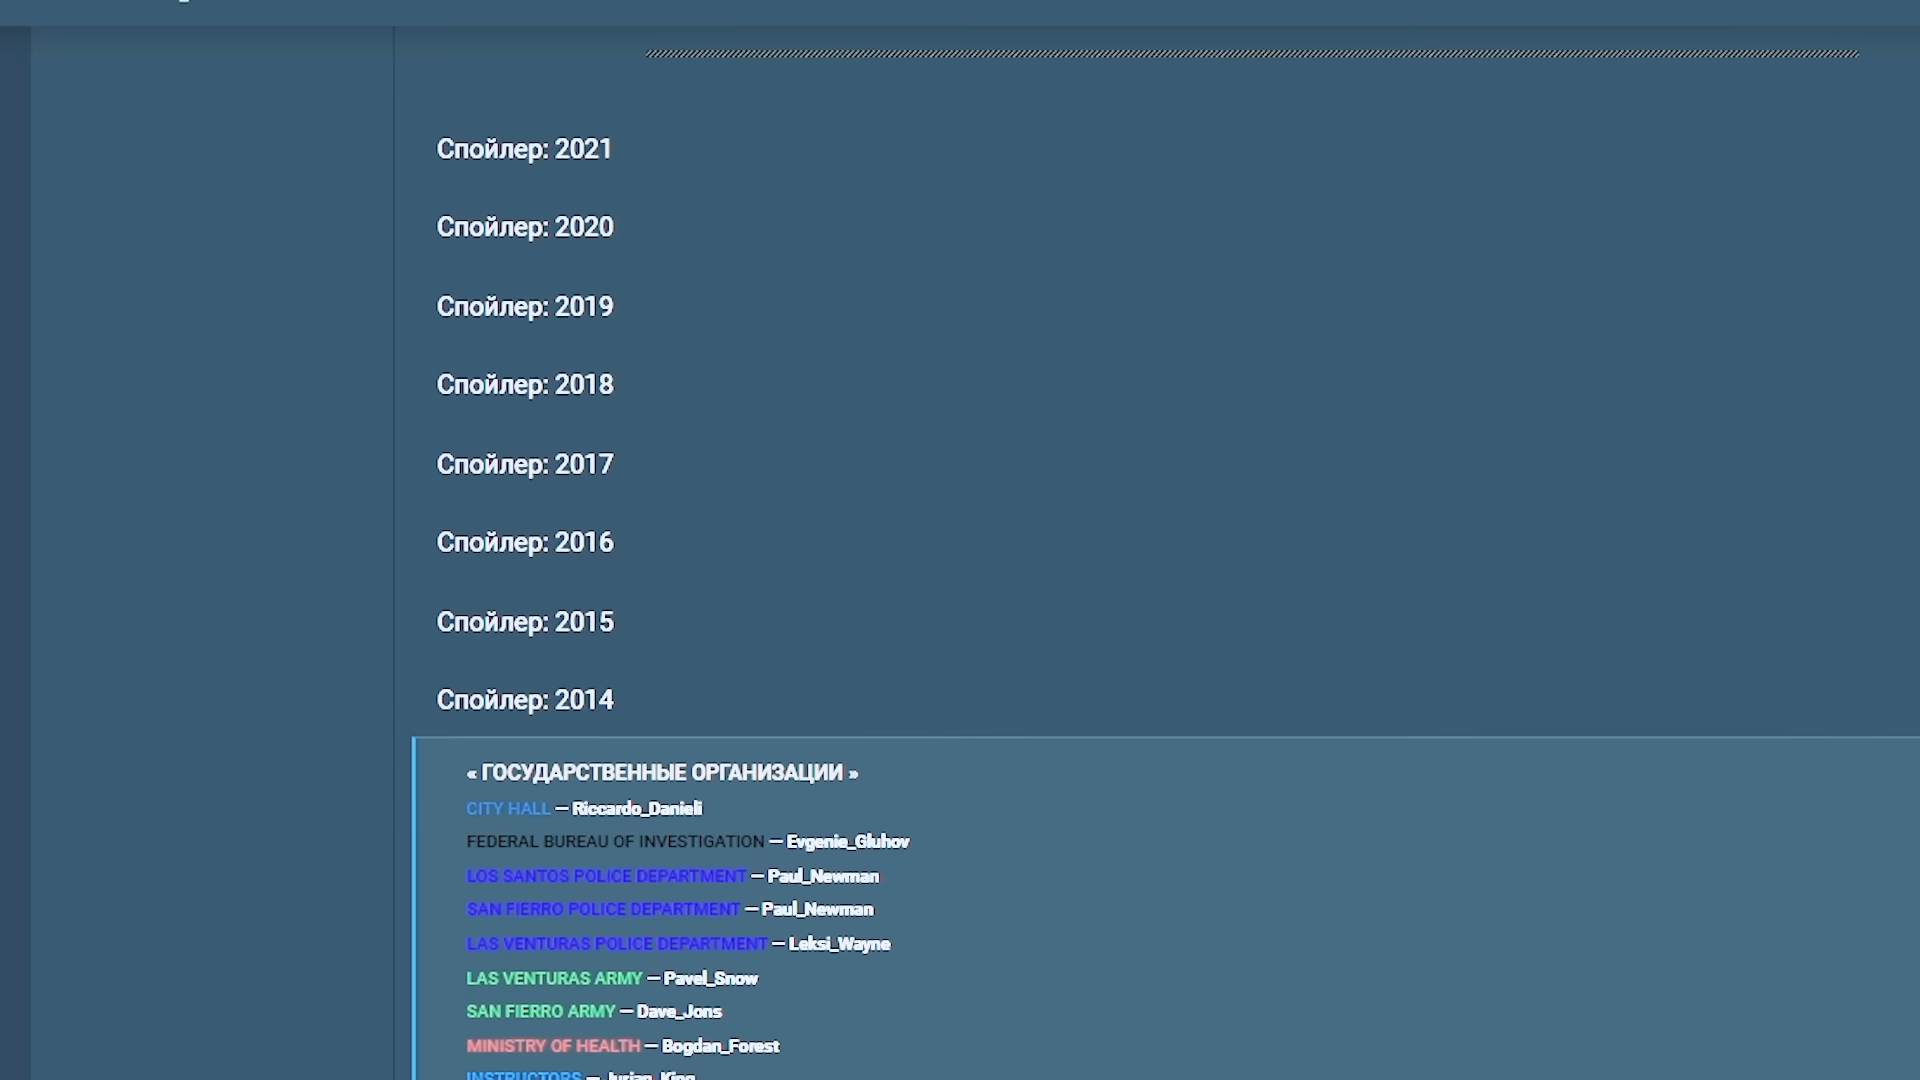 Спойлер: 2021
Спойлер: 2020
Спойлер: 2019
Спойлер: 2018
Спойлер: 2017
Спойлер: 2016
Спойлер: 2015
Спойлер: 2014
« ГОСУДАРСТВЕННЫЕ ОРГАНИЗАЦИИ »
CITY HALL — Riccardo_Danieli
FEDERAL BUREAU OF INVESTIGATION — Evgenie_Gluhov
LOS SANTOS POLICE DEPARTMENT — Paul_Newman
SAN FIERRO POLICE DEPARTMENT — Paul_Newman
LAS VENTURAS POLICE DEPARTMENT — Leksi_Wayne
LAS VENTURAS ARMY — Pavel_Snow
SAN FIERRO ARMY — Dave_Jons
MINISTRY OF HEALTH — Bogdan_Forest
INSTRUCTORS —